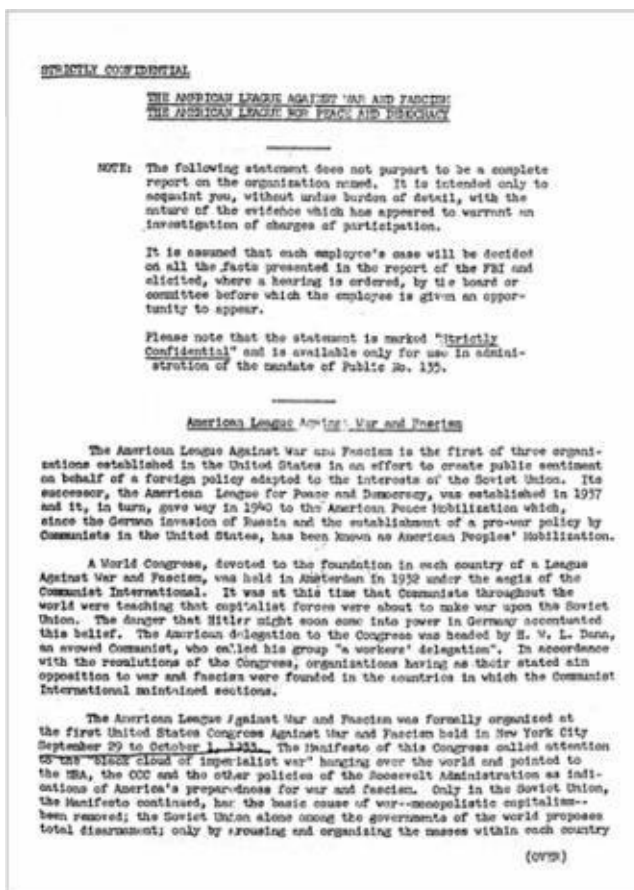 STRICTLY CONFIDENTIAL
THE AMERICAN LEAGUE AGAINST WAR AND FASCISM
THE AMERICAN LEAGUE FOR PEACE AND DEMOCRACY
NOTE: The following statement does not purport to be a complete
report on the organization named. It is intended only to
acquaint you, without undue burden of detail, with the
nature of the evidence which has appeared to warrant an
investigation of charges of participation.
It is assumed that each employee's case will be decided
on all the facts presented in the report of the FBI and
elicited, where a hearing is ordered, by the board or
committee before which the employee is given an oppor-
tunity to appear.
Please note that the statement is marked "Strictly
Confidential" and is available only for use in admini-
stration of the mandate of Public No. 135.
American League Against War and Fascism
The American League Against War and Fascism is the first of three organi-
zations established in the United States in an effort to create public sentiment
on behalf of a foreign policy adapted to the interests of the Soviet Union. Its
successor, the American League for Peace and Democracy, was established in 1937
and it, in turn, gave way in 1940 to the American Peace Mobilization which,
since the German invasion of Russia and the establishment of a pro-war policy by
Communists in the United States, has been known as American Peoples' Mobilization.
A World Congress, devoted to the foundation in each country of a League
Against War and Fascism, was held in Amsterdam in 1932 under the aegis of the
Communist International. It was at this time that Communists throughout the
world were teaching that capitalist forces were about to make war upon the Soviet
Union. The danger that Hitler might soon come into power in Germany accentuated
this belief. The American delegation to the Congress was headed by H. W. L. Dana,
an avowed Communist, who called his group "a workers' delegation". In accordance
with the resolutions of the Congress, organizations having as their stated aim
opposition to war and fascism were founded in the countries in which the Communist
International maintained sections.
The American League Against War and Fascism was formally organized at
the first United States Congress Against War and Fascism held in New York City
September 29 to October 1, 1933. The Manifesto of this Congress called attention
to the "black cloud of imperialist war" hanging over the world and pointed to
the NRA, the CCC and the other policies of the Roosevelt Administration as indi-
cations of America's preparedness for war and fascism. Only in the Soviet Union,
the Manifesto continued, has the basic cause of war--monopolistic capitalism--
been removed; the Soviet Union alone among the governments of the world proposes
total disarmament; only by arousing and organizing the masses within each country
(OVER)